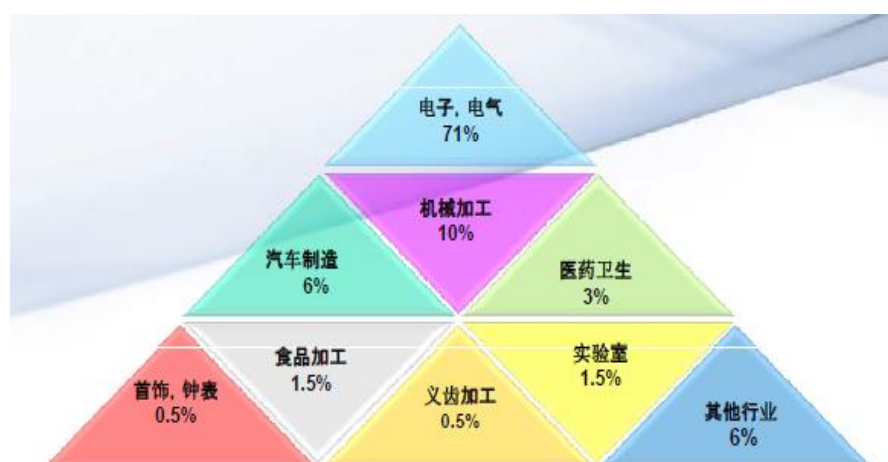 电子, 电气
71%
机械加工
10%
汽车制造
6%
医药卫生
3%
食品加工
1.5%
实验室
1.5%
首饰, 钟表
0.5%
义齿加工
0.5%
其他行业
6%